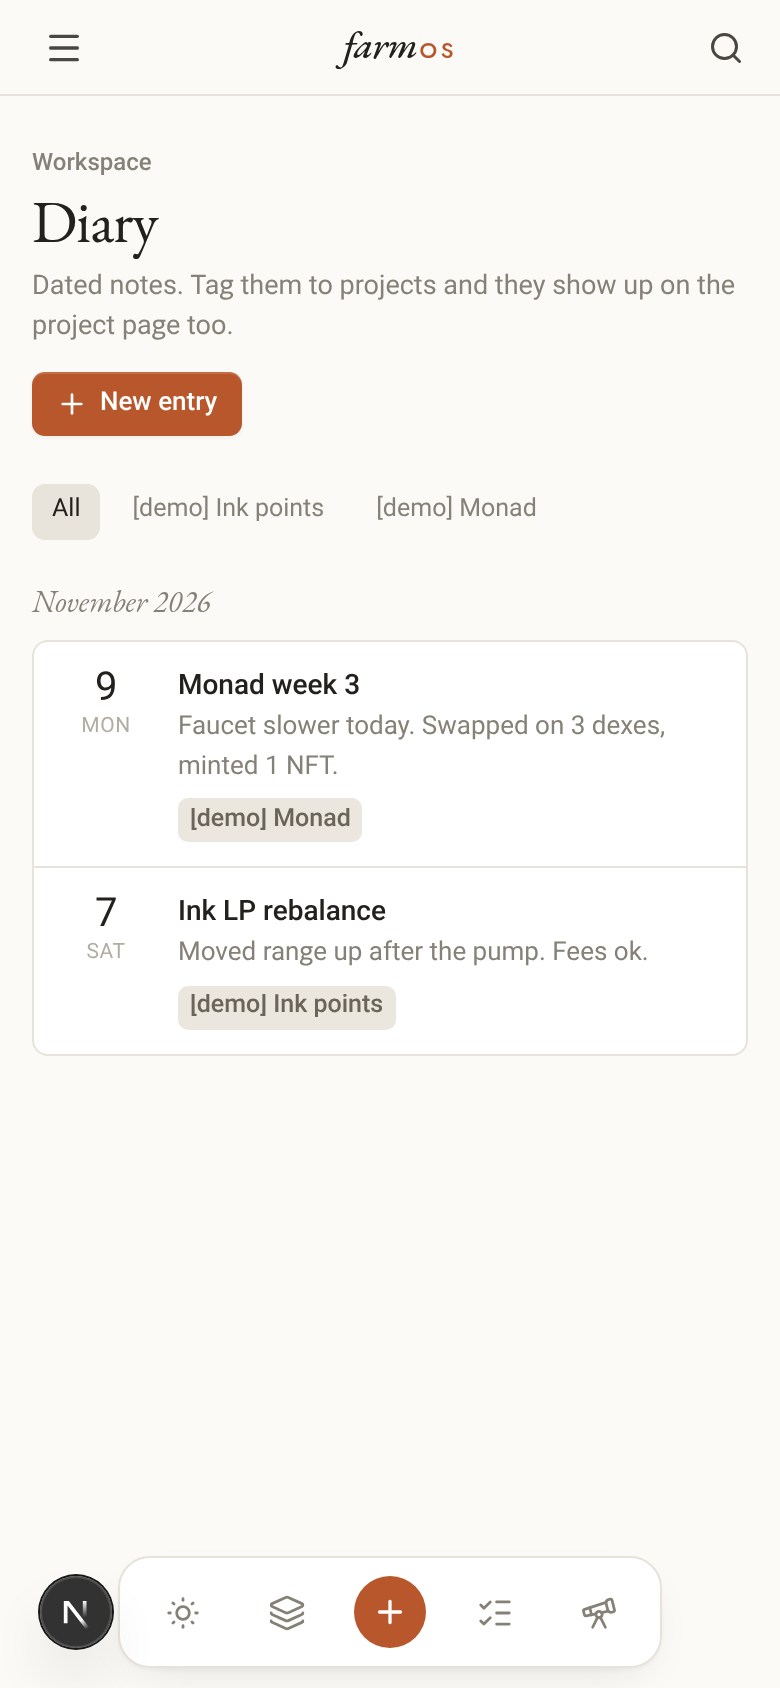 farmos
Workspace
Diary
Dated notes. Tag them to projects and they show up on the
project page too.
New entry
All [demo] Ink points [demo] Monad
November 2026
9 Monad week 3
MON Faucet slower today. Swapped on 3 dexes,
minted 1 NFT.
[demo] Monad
7 Ink LP rebalance
SAT Moved range up after the pump. Fees ok.
[demo] Ink points
N